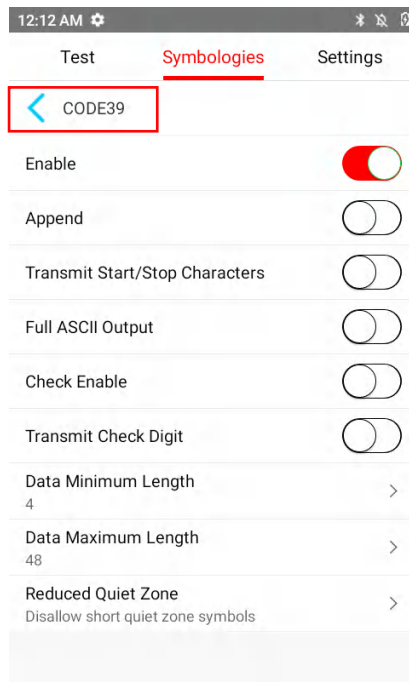 12:12 AM
Test Symbologies Settings
CODE39
Enable
Append
Transmit Start/Stop Characters
Full ASCII Output
Check Enable
Transmit Check Digit
Data Minimum Length
4
Data Maximum Length
48
Reduced Quiet Zone
Disallow short quiet zone symbols